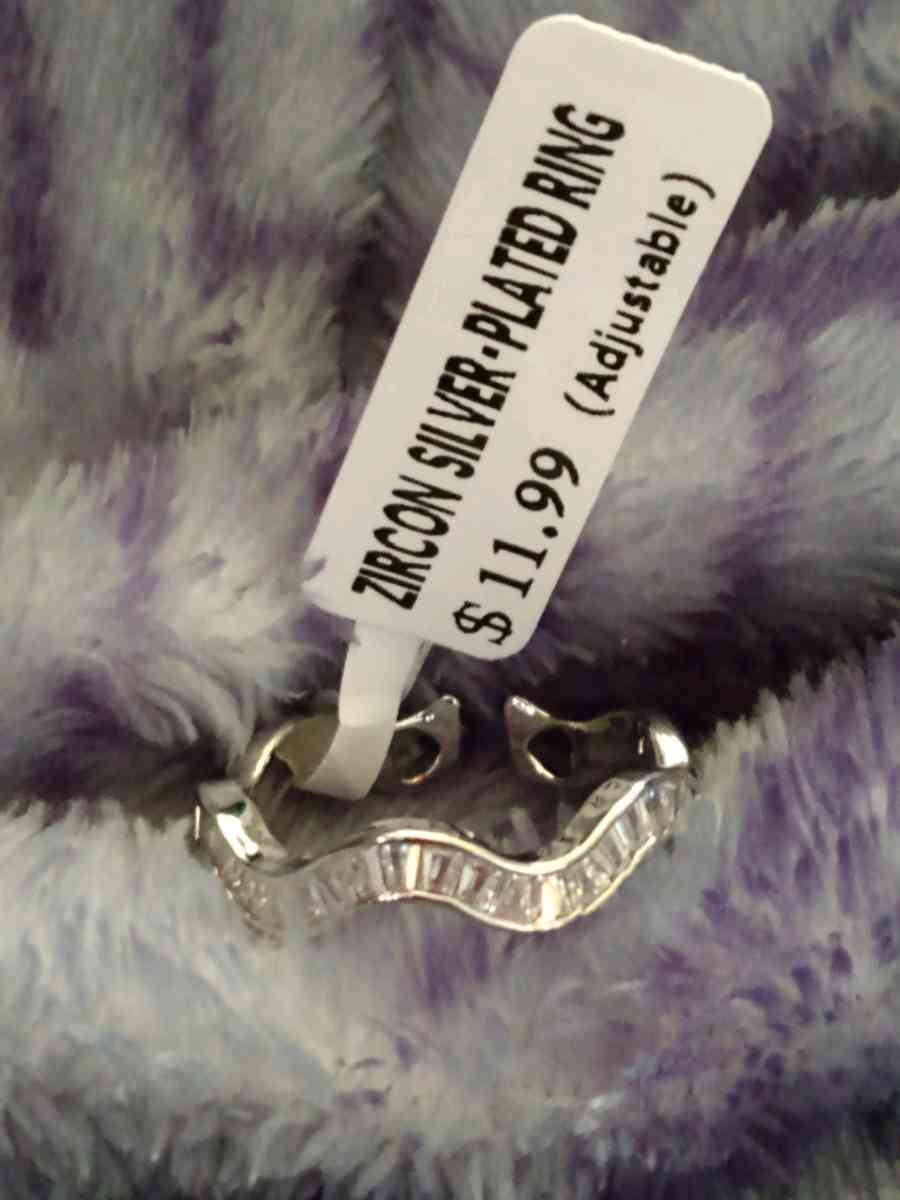 ZIRCON SILVER-PLATED RING
$ 11.99 (Adjustable)